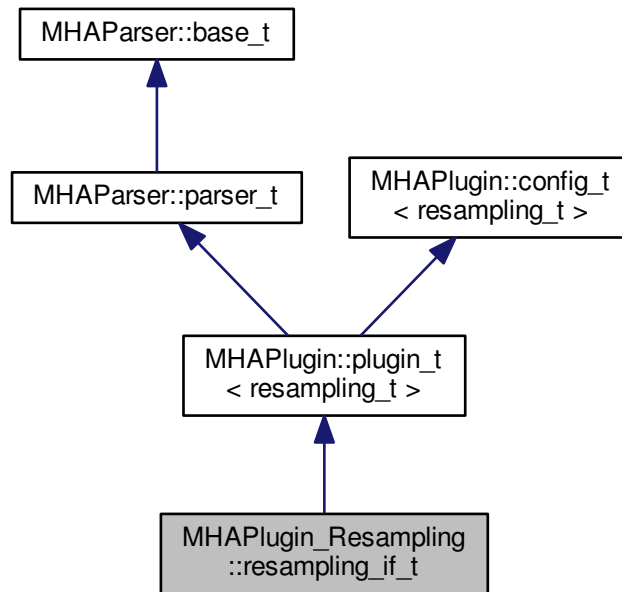 MHAParser::base_t
MHAParser::parser_t
MHAPlugin::config_t
< resampling_t >
MHAPlugin::plugin_t
< resampling_t >
MHAPlugin_Resampling
::resampling_if_t